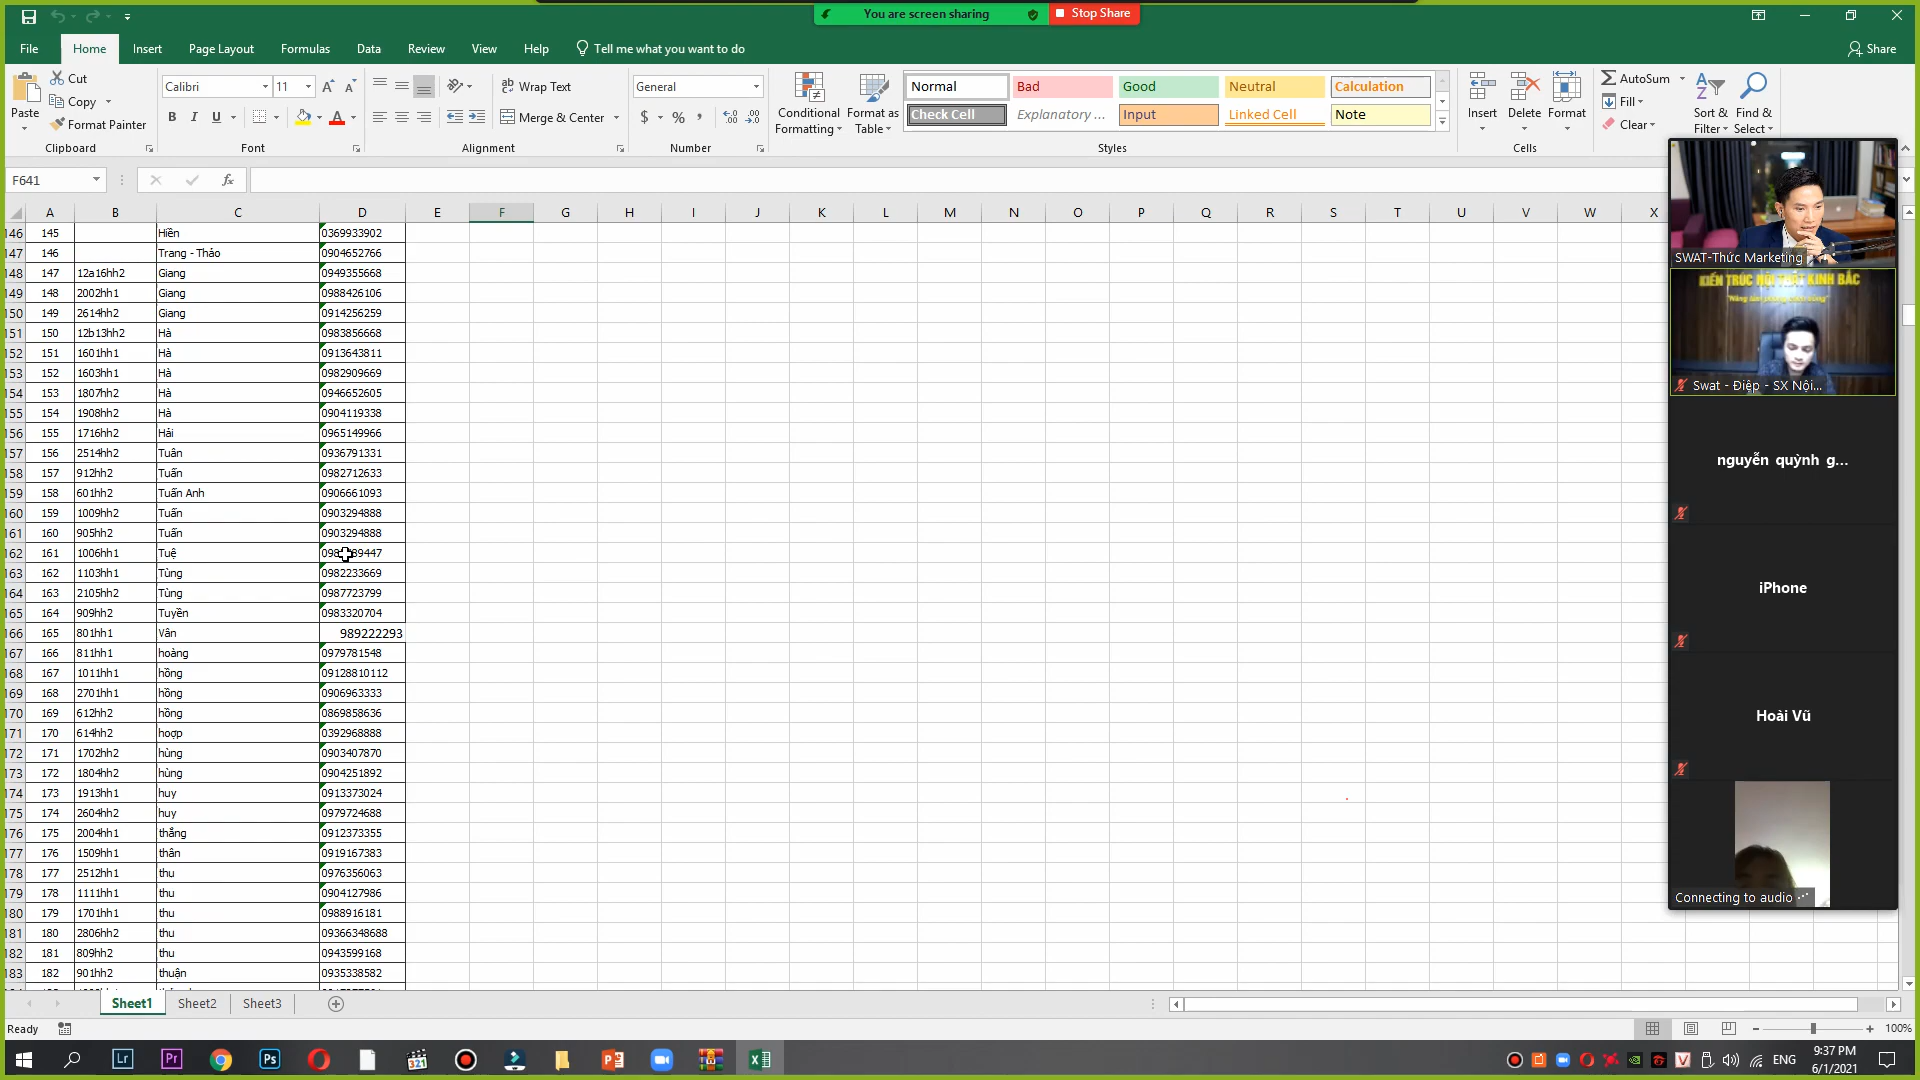 You are screen sharing
Stop Share
File Home Insert Page Layout Formulas Data Review View Help Tell me what you want to do Share
Paste
Cut
Copy
Format Painter
Clipboard
Calibri 11
B I U
Font
Wrap Text
Merge & Center
Alignment
General
$ % ,
Number
Conditional Formatting
Format as Table
Normal Bad Good Neutral Calculation
Check Cell Explanatory ... Input Linked Cell Note
Styles
Insert Delete Format
Cells
AutoSum
Fill
Clear
Sort & Filter
Find & Select
F641
fx
A B C D E F G H I J K L M N O P Q R S T U V W X
146 145 Hiền 0369933902
147 146 Trang - Thảo 0904652766
148 147 12a16hh2 Giang 0949355668
149 148 2002hh1 Giang 0988426106
150 149 2614hh2 Giang 0914256259
151 150 12b13hh2 Hà 0983856668
152 151 1601hh1 Hà 0913643811
153 152 1603hh1 Hà 0982909669
154 153 1807hh2 Hà 0946652605
155 154 1908hh2 Hà 0904119338
156 155 1716hh2 Hải 0965149966
157 156 2514hh2 Tuân 0936791331
158 157 912hh2 Tuấn 0982712633
159 158 601hh2 Tuấn Anh 0906661093
160 159 1009hh2 Tuấn 0903294888
161 160 905hh2 Tuấn 0903294888
162 161 1006hh1 Tuệ
163 162 1103hh1 Tùng 0982233669
164 163 2105hh2 Tùng 0987723799
165 164 909hh2 Tuyền 0983320704
166 165 801hh1 Vân 989222293
167 166 811hh1 hoàng 0979781548
168 167 1011hh1 hồng 09128810112
169 168 2701hh1 hồng 0906963333
170 169 612hh2 hồng 0869858636
171 170 614hh2 hoợp 0392968888
172 171 1702hh2 hùng 0903407870
173 172 1804hh2 hùng 0904251892
174 173 1913hh1 huy 0913373024
175 174 2604hh2 huy 0979724688
176 175 2004hh1 thắng 0912373355
177 176 1509hh1 thân 0919167383
178 177 2512hh1 thu 0976356063
179 178 1111hh1 thu 0904127986
180 179 1701hh1 thu 0988916181
181 180 2806hh2 thu 09366348688
182 181 809hh2 thu 0943599168
183 182 901hh2 thuận 0935338582
SWAT-Thức Marketing
KIẾN TRÚC NỘI THẤT KINH BẮC
Swat - Điệp - SX Nội...
nguyễn quỳnh g...
iPhone
Hoài Vũ
Connecting to audio
Sheet1 Sheet2 Sheet3
Ready
100%
ENG
9:37 PM
6/1/2021